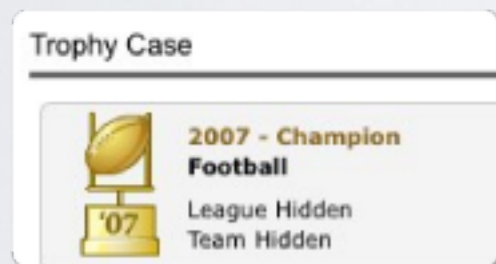 Trophy Case
2007 - Champion
Football
League Hidden
Team Hidden
'07